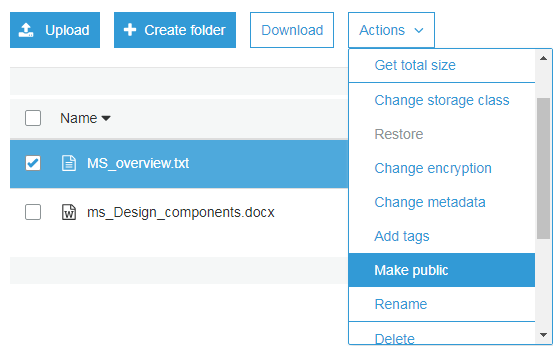 Upload
Create folder
Download
Actions
Get total size
Name
Change storage class
Restore
MS_overview.txt
Change encryption
Change metadata
ms_Design_components.docx
Add tags
Make public
Rename
Delete